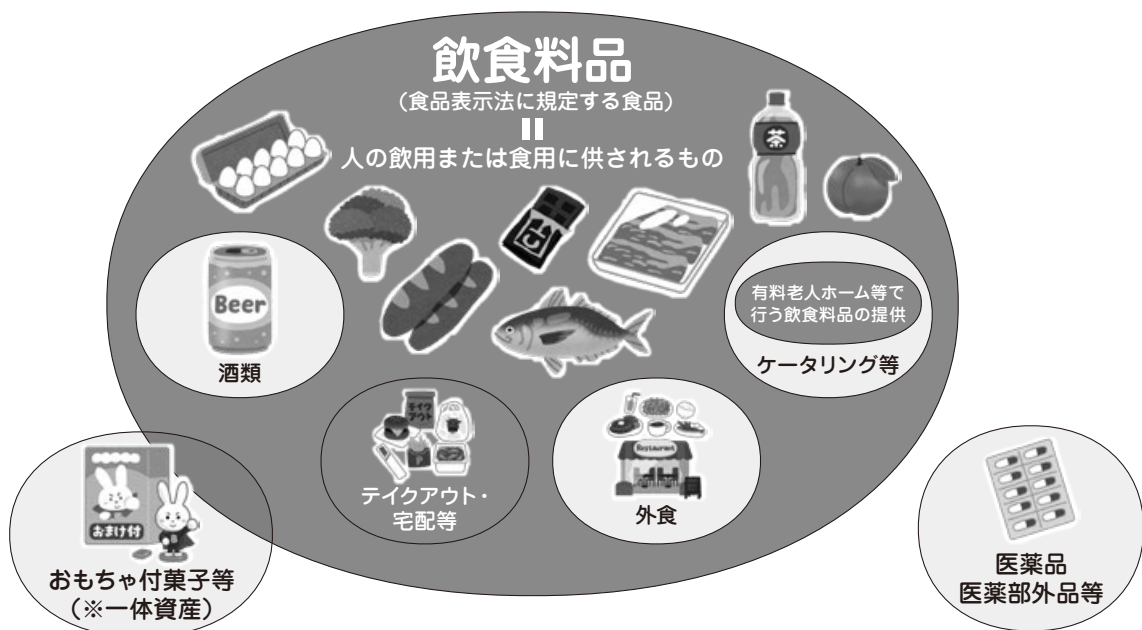 飲食料品
（食品表示法に規定する食品）
人の飲用または食用に供されるもの
茶
Beer
酒類
有料老人ホーム等で
行う飲食料品の提供
ケータリング等
テイク
アウト
テイクアウト・
宅配等
Restaurant
外食
おまけ付
おもちゃ付菓子等
（※一体資産）
医薬品
医薬部外品等